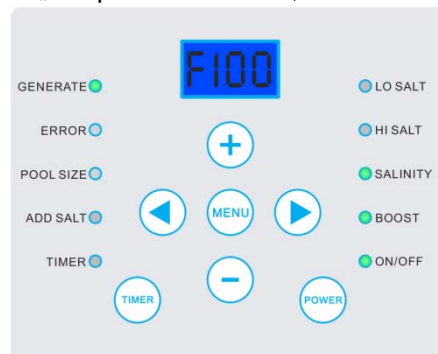 F100
GENERATE
ERROR
POOL SIZE
ADD SALT
TIMER
+
MENU
−
TIMER
POWER
LO SALT
HI SALT
SALINITY
BOOST
ON/OFF